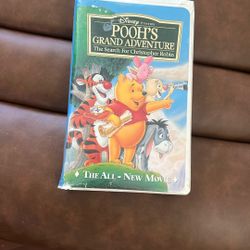 Disney
POOH'S
GRAND ADVENTURE
The Search For Christopher Robin
THE ALL-NEW MOVIE